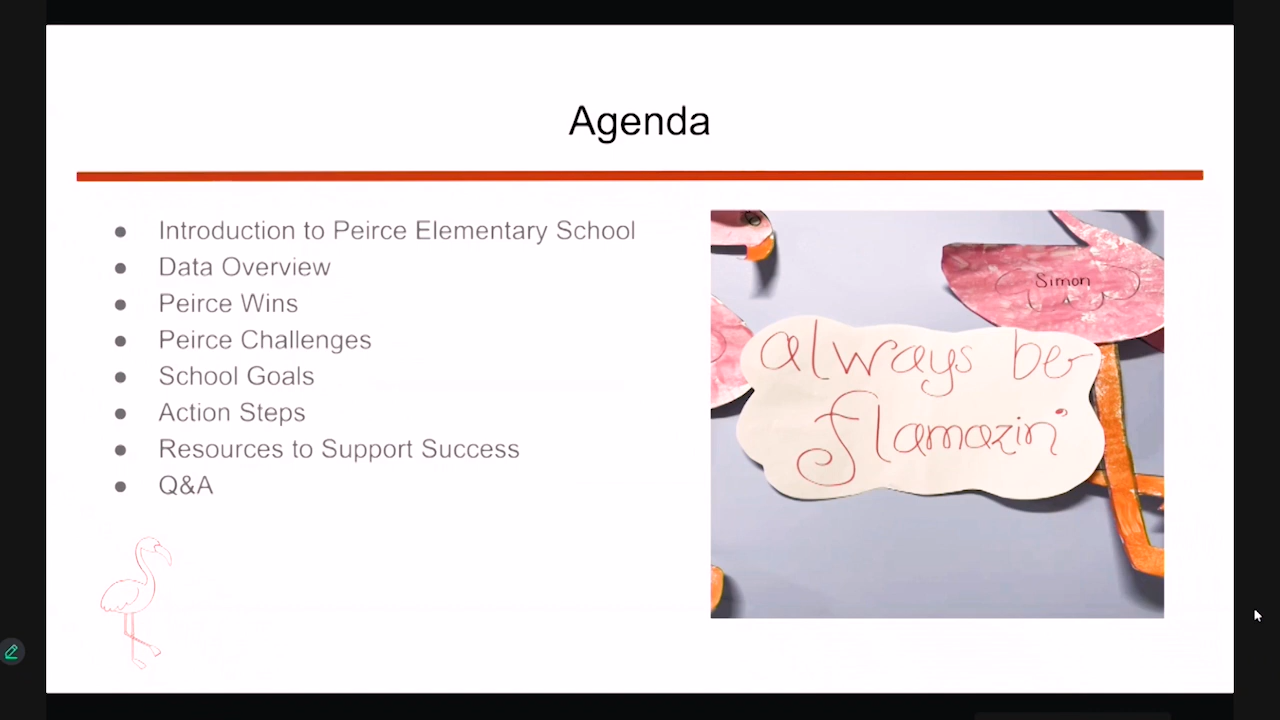 Agenda
Introduction to Peirce Elementary School
Data Overview
Peirce Wins
Peirce Challenges
School Goals
Action Steps
Resources to Support Success
Q&A
Simon
always be
flamazin'